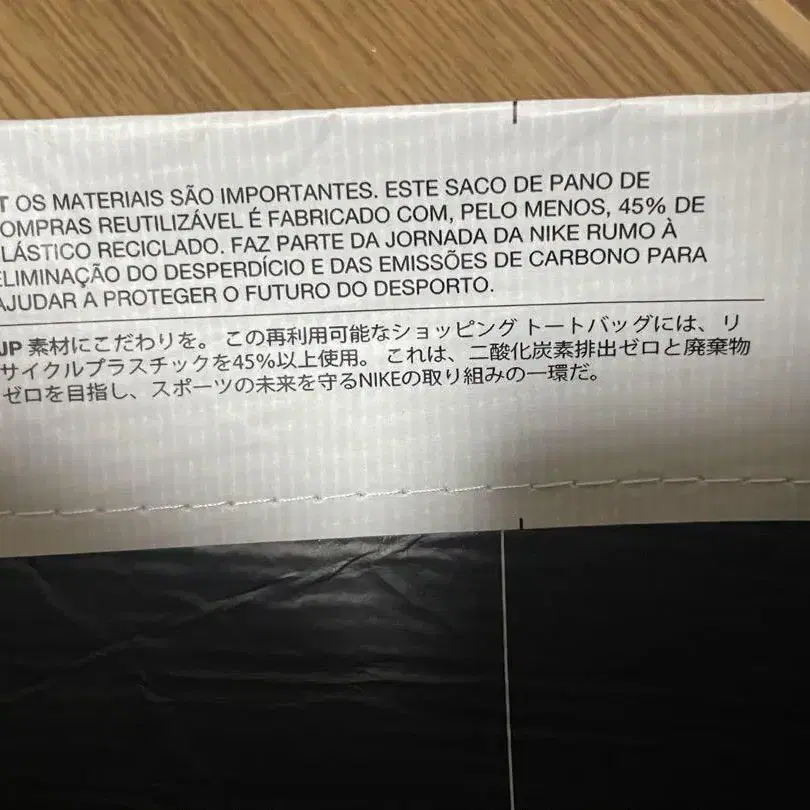 T OS MATERIAIS SÃO IMPORTANTES. ESTE SACO DE PANO DE
OMPRAS REUTILIZÁVEL É FABRICADO COM, PELO MENOS, 45% DE
LÁSTICO RECICLADO. FAZ PARTE DA JORNADA DA NIKE RUMO À
ELIMINAÇÃO DO DESPERDÍCIO E DAS EMISSÕES DE CARBONO PARA
AJUDAR A PROTEGER O FUTURO DO DESPORTO.
JP 素材にこだわりを。 この再利用可能なショッピング トートバッグには、リ
サイクルプラスチックを45%以上使用。 これは、二酸化炭素排出ゼロと廃棄物
ゼロを目指し、スポーツの未来を守るNIKEの取り組みの一環だ。